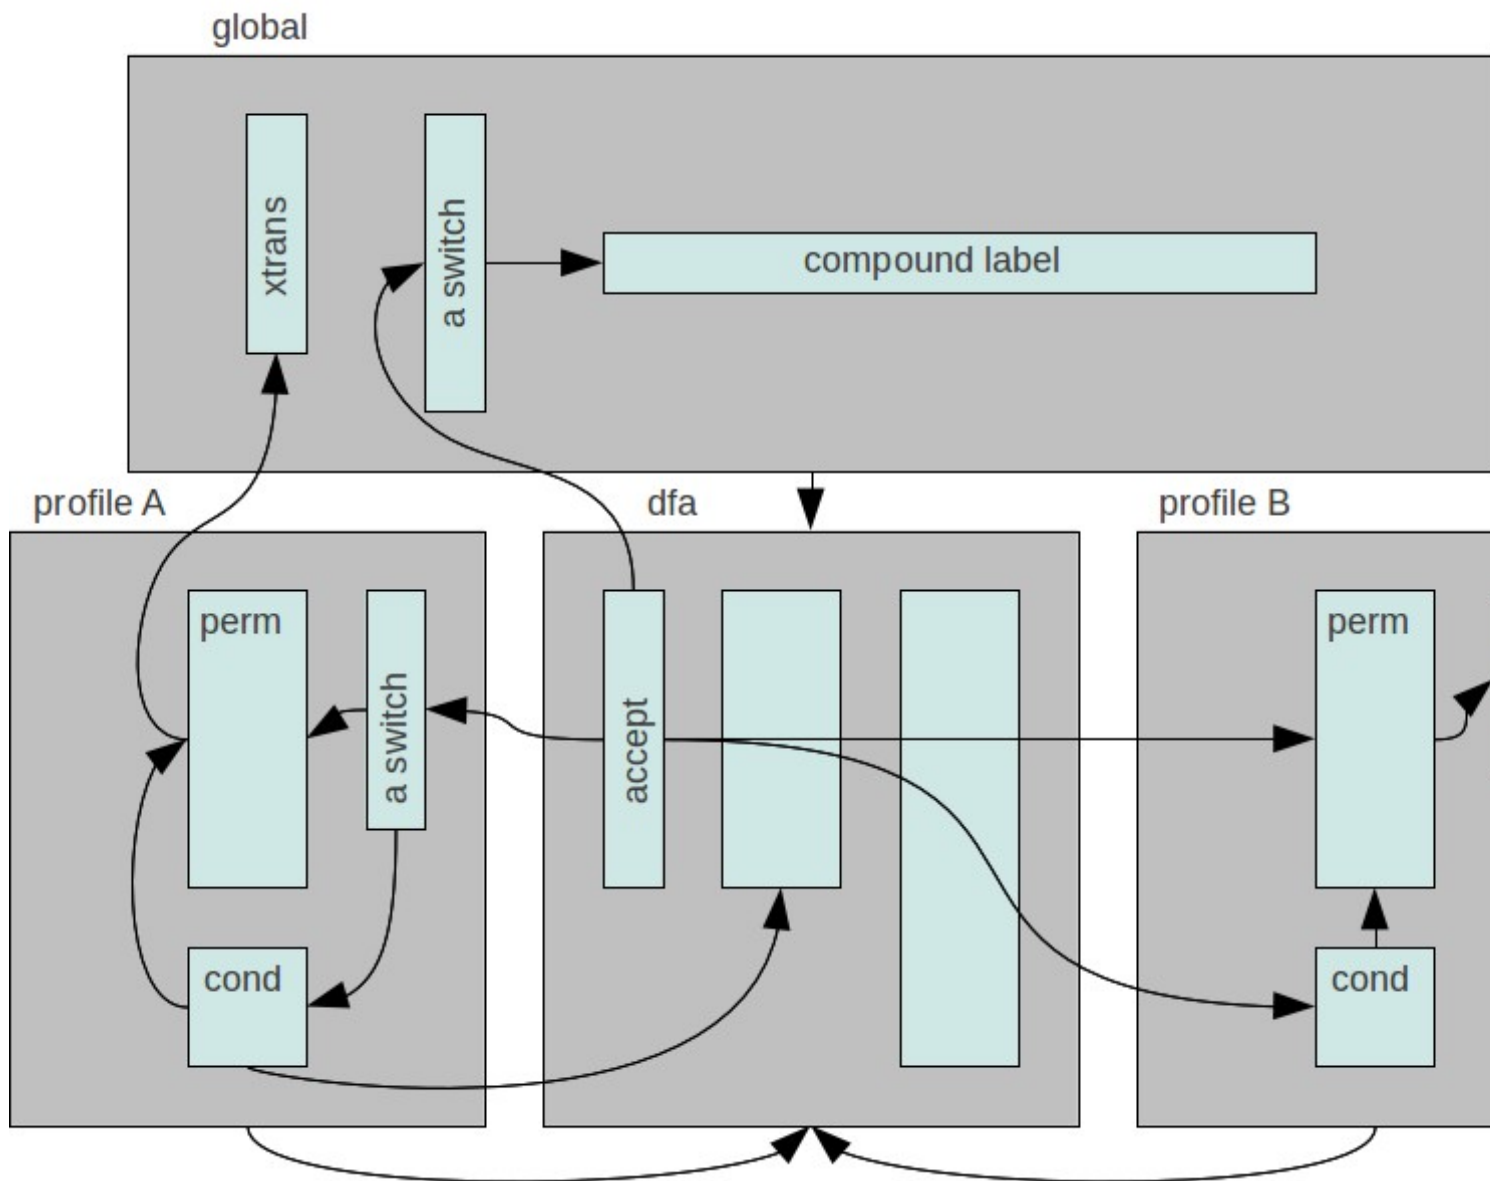 global
xtrans
a switch
compound label
profile A
dfa
profile B
perm
a switch
accept
perm
cond
cond